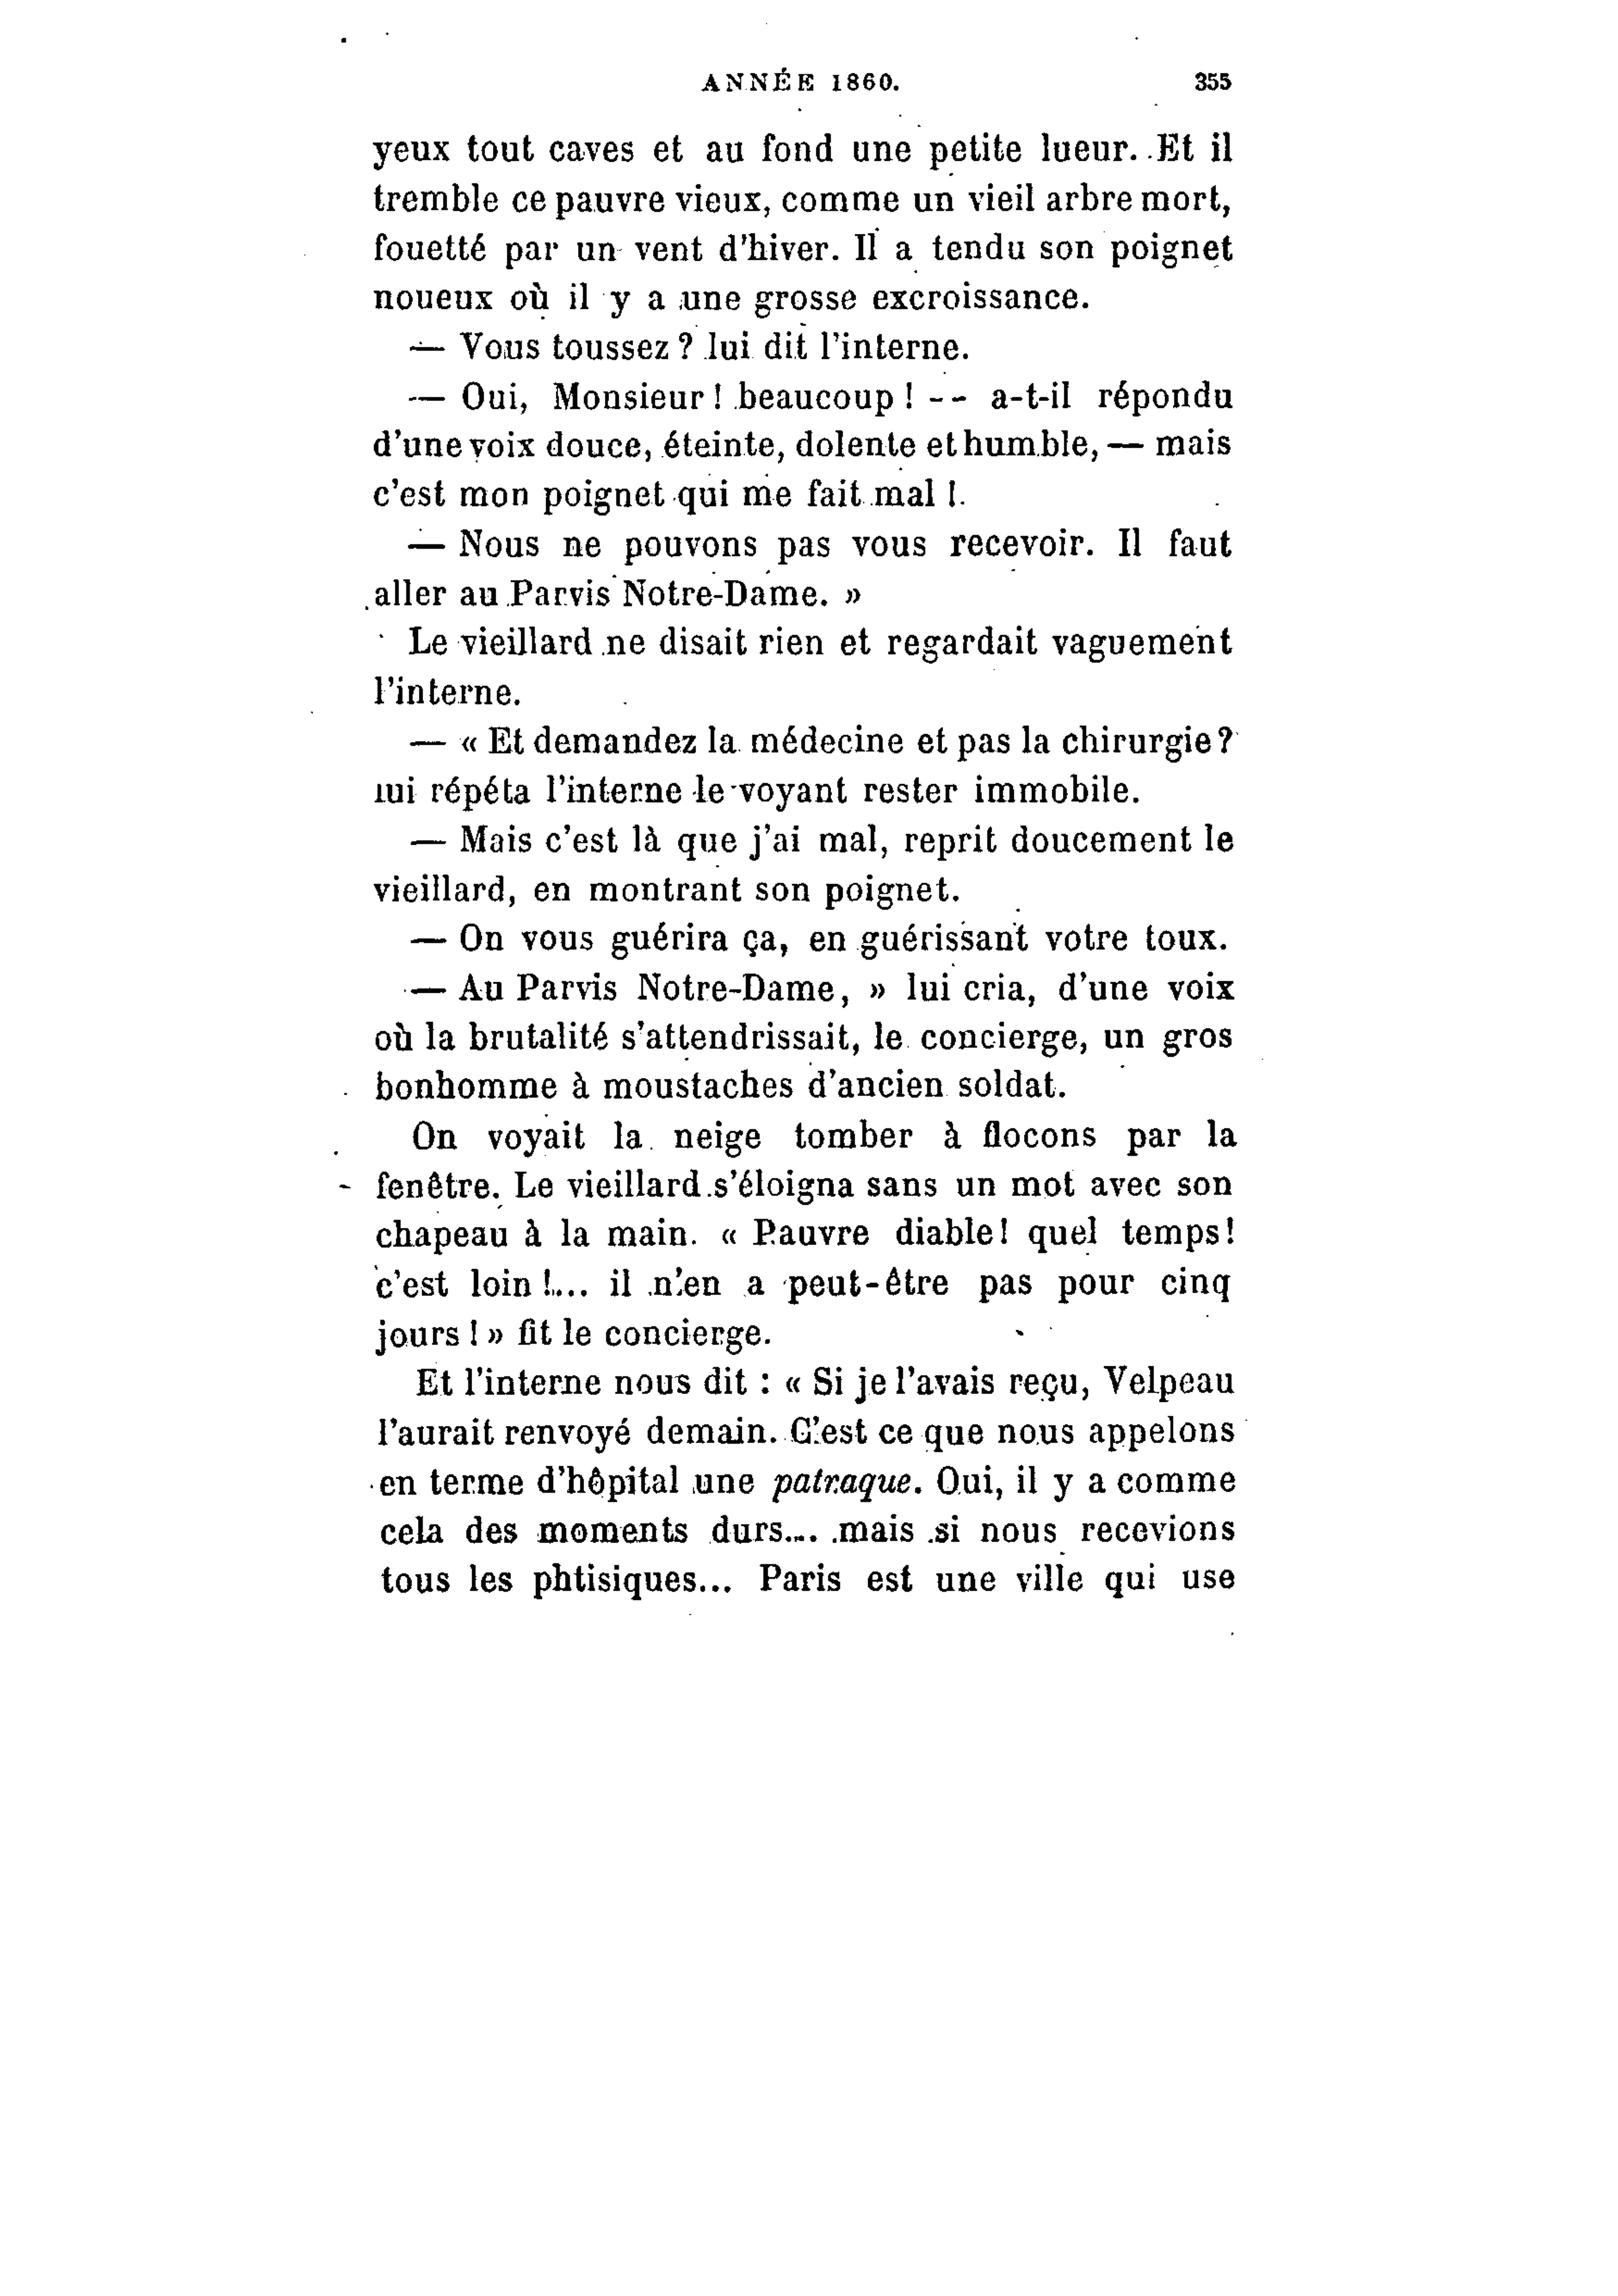 ANNÉE 1860. 355
yeux tout caves et au fond une petite lueur. Et il
tremble ce pauvre vieux, comme un vieil arbre mort,
fouetté par un vent d'hiver. Il a tendu son poignet
noueux où il y a une grosse excroissance.
— Vous toussez ? lui dit l'interne.
— Oui, Monsieur ! beaucoup ! -- a-t-il répondu
d'une voix douce, éteinte, dolente et humble, — mais
c'est mon poignet qui me fait mal !
— Nous ne pouvons pas vous recevoir. Il faut
aller au Parvis Notre-Dame. »
Le vieillard ne disait rien et regardait vaguement
l'interne.
— « Et demandez la médecine et pas la chirurgie ?
lui répéta l'interne le voyant rester immobile.
— Mais c'est là que j'ai mal, reprit doucement le
vieillard, en montrant son poignet.
— On vous guérira ça, en guérissant votre toux.
— Au Parvis Notre-Dame, » lui cria, d'une voix
où la brutalité s'attendrissait, le concierge, un gros
bonhomme à moustaches d'ancien soldat.
On voyait la neige tomber à flocons par la
fenêtre. Le vieillard s'éloigna sans un mot avec son
chapeau à la main. « Pauvre diable! quel temps!
c'est loin !... il n'en a peut-être pas pour cinq
jours ! » fit le concierge.
Et l'interne nous dit : « Si je l'avais reçu, Velpeau
l'aurait renvoyé demain. C'est ce que nous appelons
en terme d'hôpital une patraque. Oui, il y a comme
cela des moments durs... mais si nous recevions
tous les phtisiques... Paris est une ville qui use